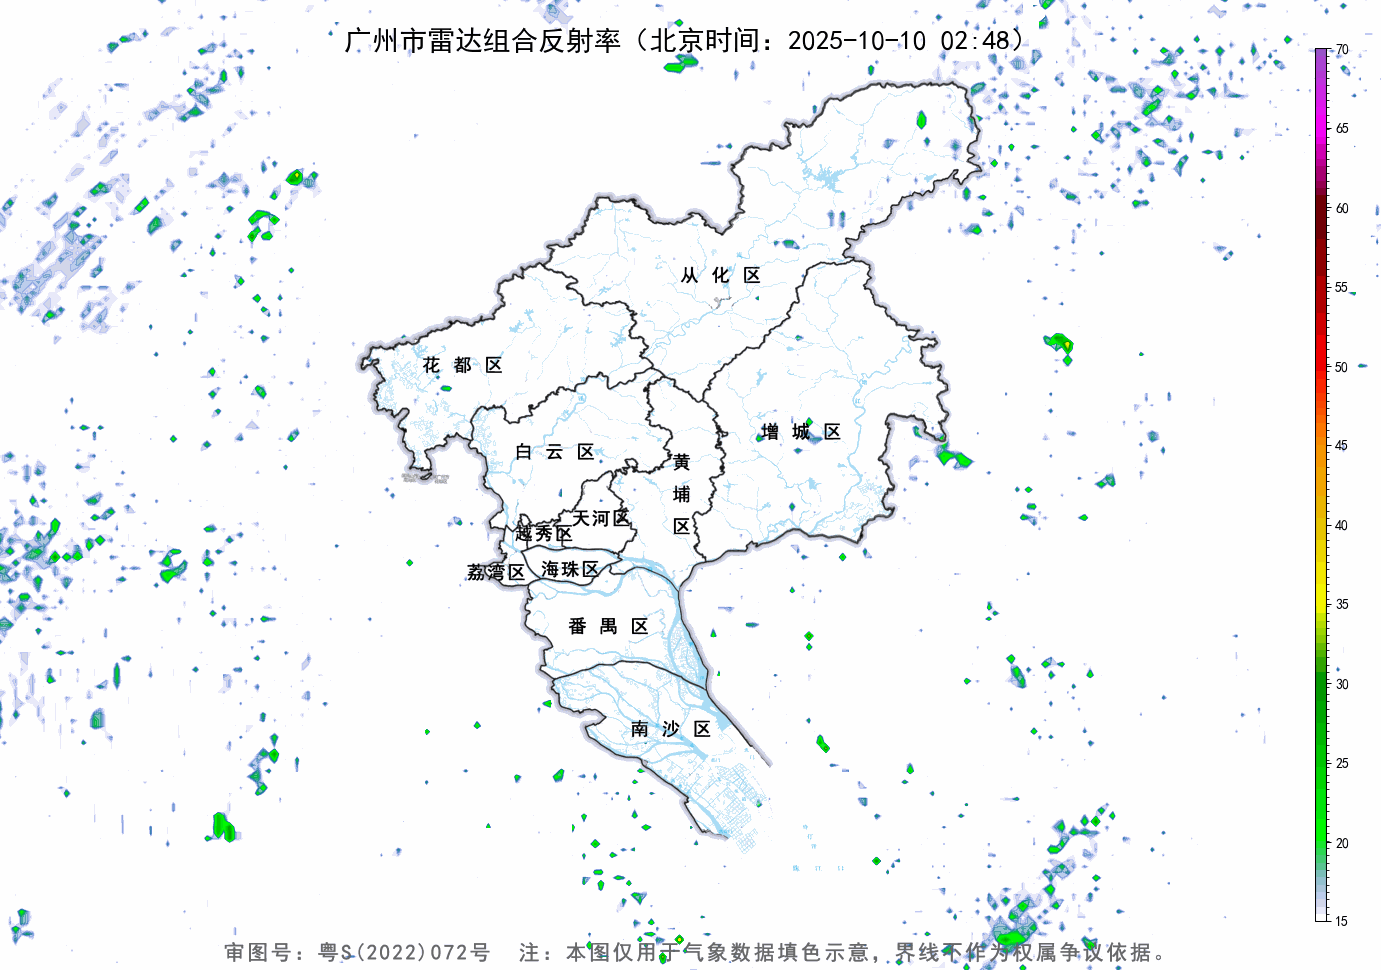 广州市雷达组合反射率（北京时间：2025-10-10 02:48）
70
65
60
55
50
45
40
35
30
25
20
15
从化区
花都区
增城区
白云区
黄埔区
天河区
越秀区
海珠区
荔湾区
番禺区
南沙区
审图号：粤S(2022)072号 注：本图仅用于气象数据填色示意，界线不作为权属争议依据。